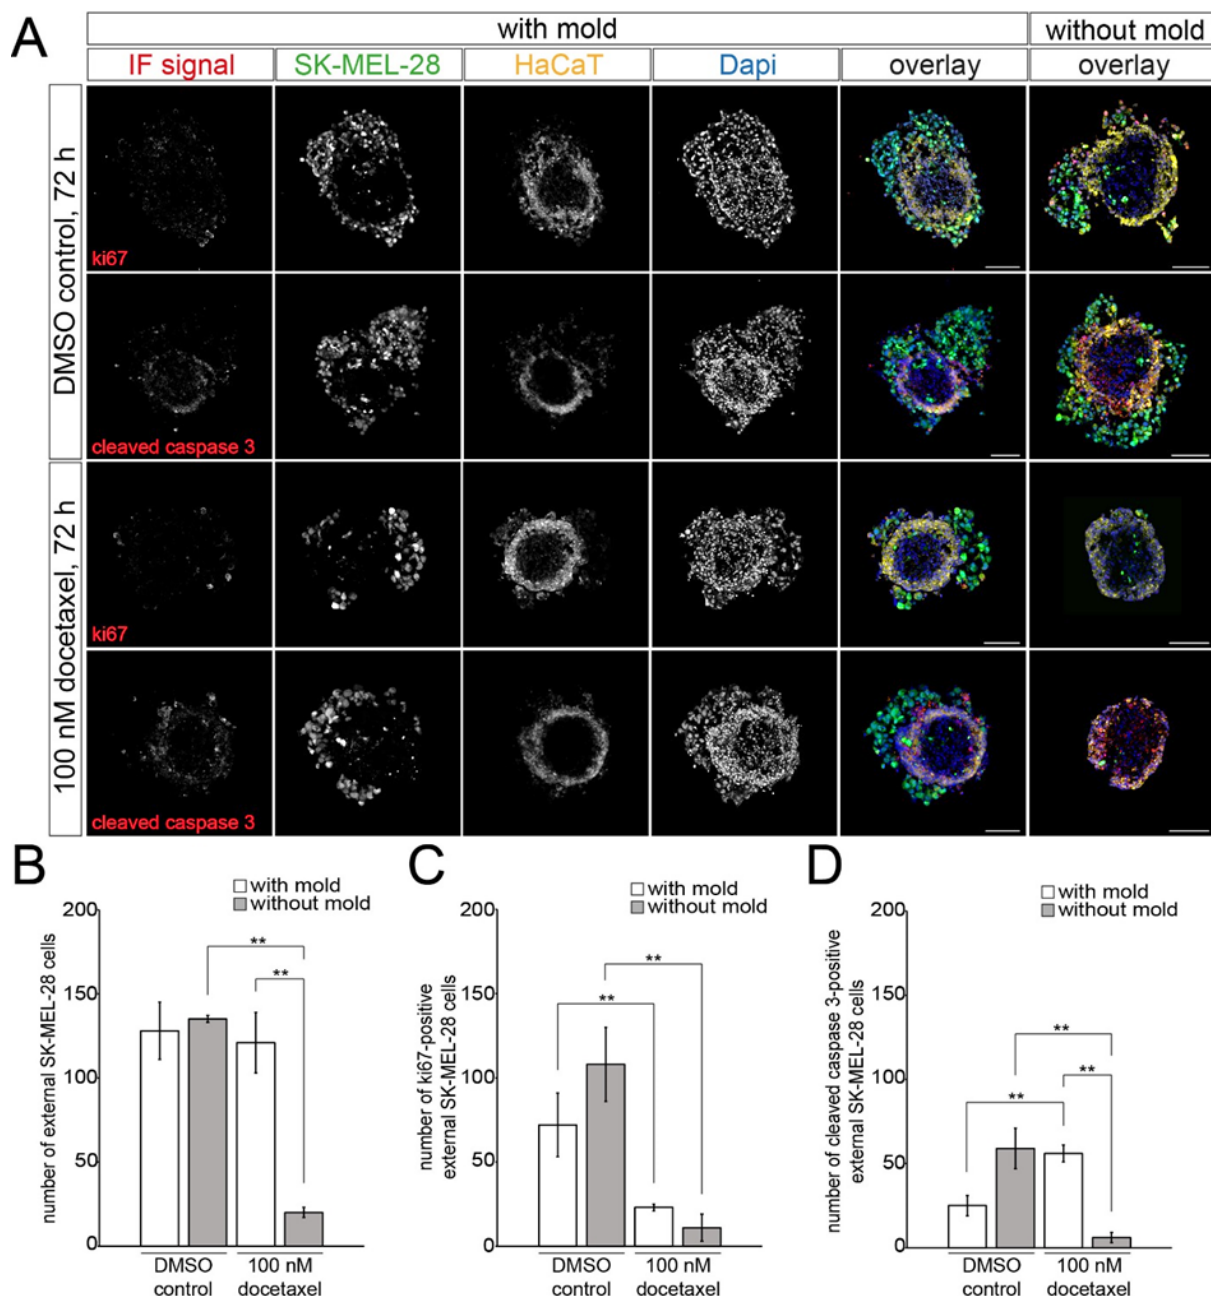 A
with mold
without mold
IF signal
SK-MEL-28
HaCaT
Dapi
overlay
overlay
DMSO control, 72 h
ki67
cleaved caspase 3
100 nM docetaxel, 72 h
ki67
cleaved caspase 3
B
with mold
without mold
number of external SK-MEL-28 cells
200
150
100
50
0
**
**
DMSO
control
100 nM
docetaxel
C
with mold
without mold
number of ki67-positive
external SK-MEL-28 cells
200
150
100
50
0
**
**
DMSO
control
100 nM
docetaxel
D
with mold
without mold
number of cleaved caspase 3-positive
external SK-MEL-28 cells
200
150
100
50
0
**
**
**
DMSO
control
100 nM
docetaxel